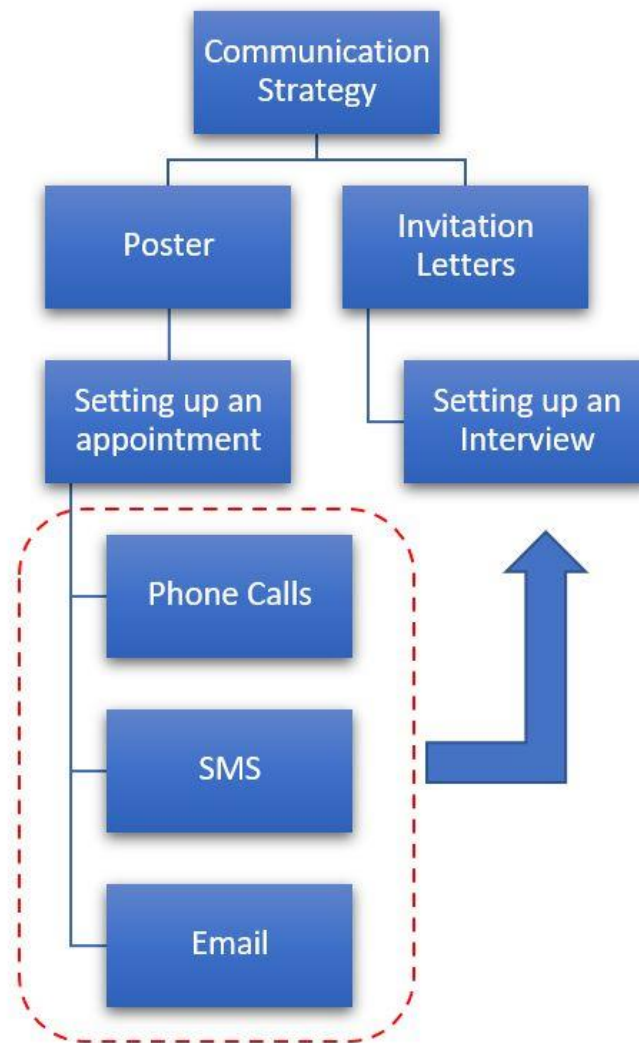 Communication
Strategy
Poster
Invitation
Letters
Setting up an
appointment
Setting up an
Interview
Phone Calls
SMS
Email